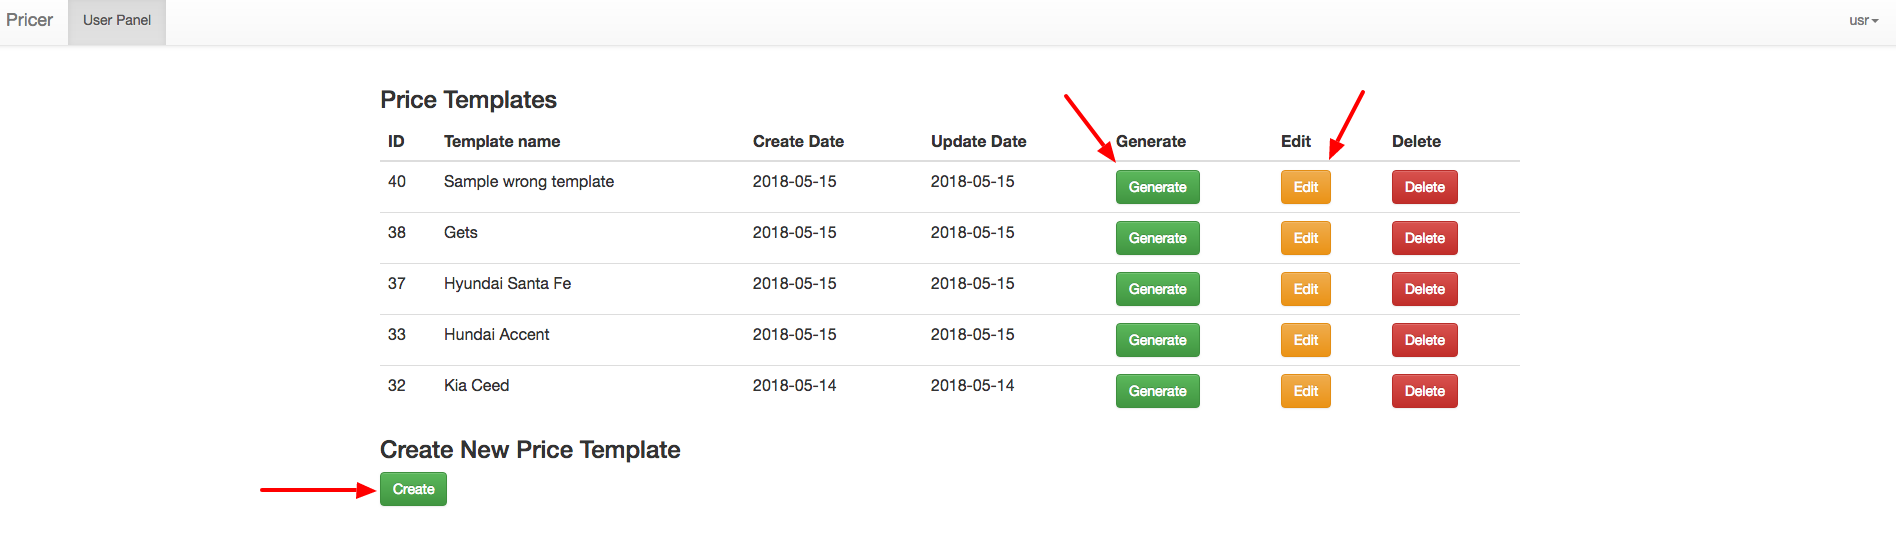 Pricer User Panel usr
Price Templates
ID Template name Create Date Update Date Generate Edit Delete
40 Sample wrong template 2018-05-15 2018-05-15 Generate Edit Delete
38 Gets 2018-05-15 2018-05-15 Generate Edit Delete
37 Hyundai Santa Fe 2018-05-15 2018-05-15 Generate Edit Delete
33 Hundai Accent 2018-05-15 2018-05-15 Generate Edit Delete
32 Kia Ceed 2018-05-14 2018-05-14 Generate Edit Delete
Create New Price Template
Create